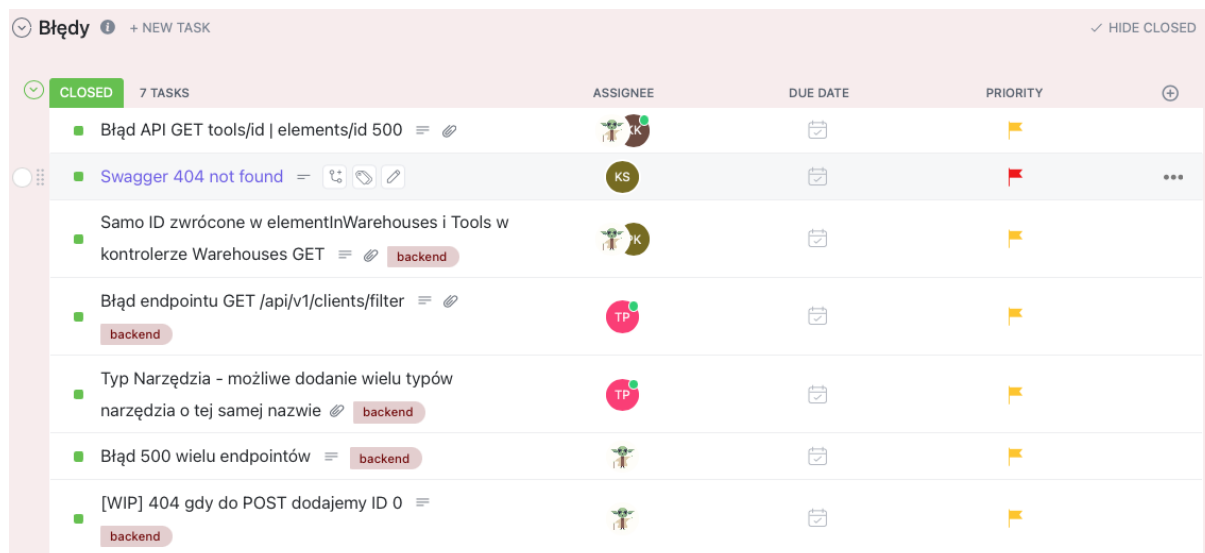 Błędy + NEW TASK HIDE CLOSED
CLOSED 7 TASKS ASSIGNEE DUE DATE PRIORITY
Błąd API GET tools/id | elements/id 500
Swagger 404 not found KS
Samo ID zwrócone w elementInWarehouses i Tools w
kontrolerze Warehouses GET backend
Błąd endpointu GET /api/v1/clients/filter
TP
backend
Typ Narzędzia - możliwe dodanie wielu typów
TP
narzędzia o tej samej nazwie backend
Błąd 500 wielu endpointów backend
[WIP] 404 gdy do POST dodajemy ID 0
backend